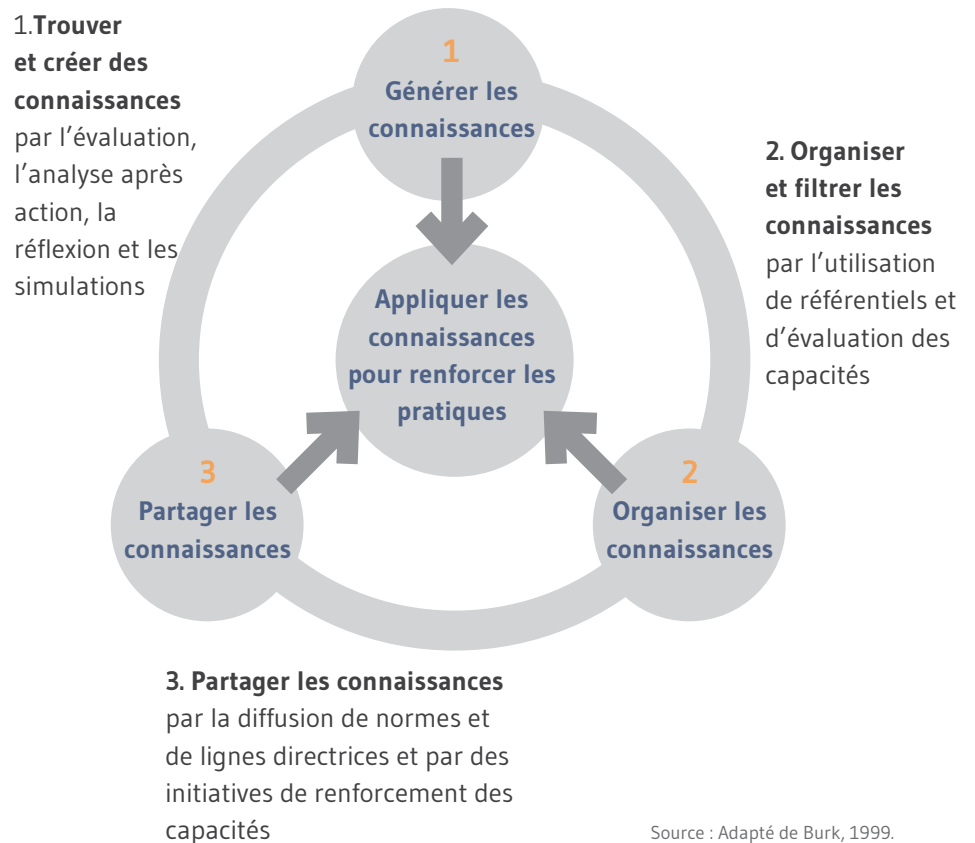 1.Trouver
et créer des
connaissances
par l’évaluation,
l’analyse après
action, la
réflexion et les
simulations
1
Générer les
connaissances
2. Organiser
et filtrer les
connaissances
par l’utilisation
de référentiels et
d’évaluation des
capacités
Appliquer les
connaissances
pour renforcer les
pratiques
3
Partager les
connaissances
2
Organiser les
connaissances
3. Partager les connaissances
par la diffusion de normes et
de lignes directrices et par des
initiatives de renforcement des
capacités
Source : Adapté de Burk, 1999.